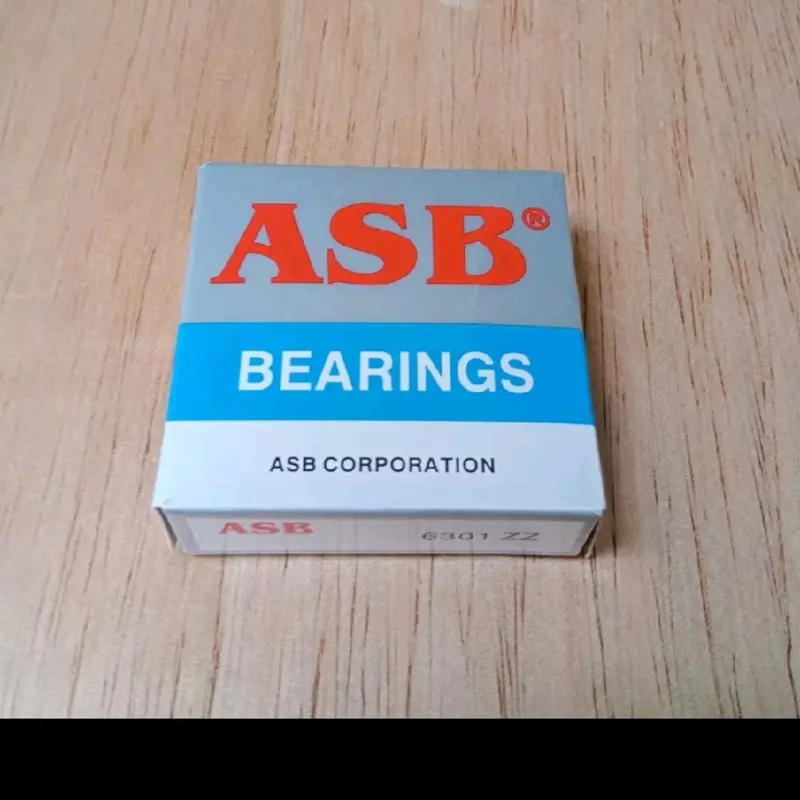 ASB®
BEARINGS
ASB CORPORATION
ASB 6301 ZZ